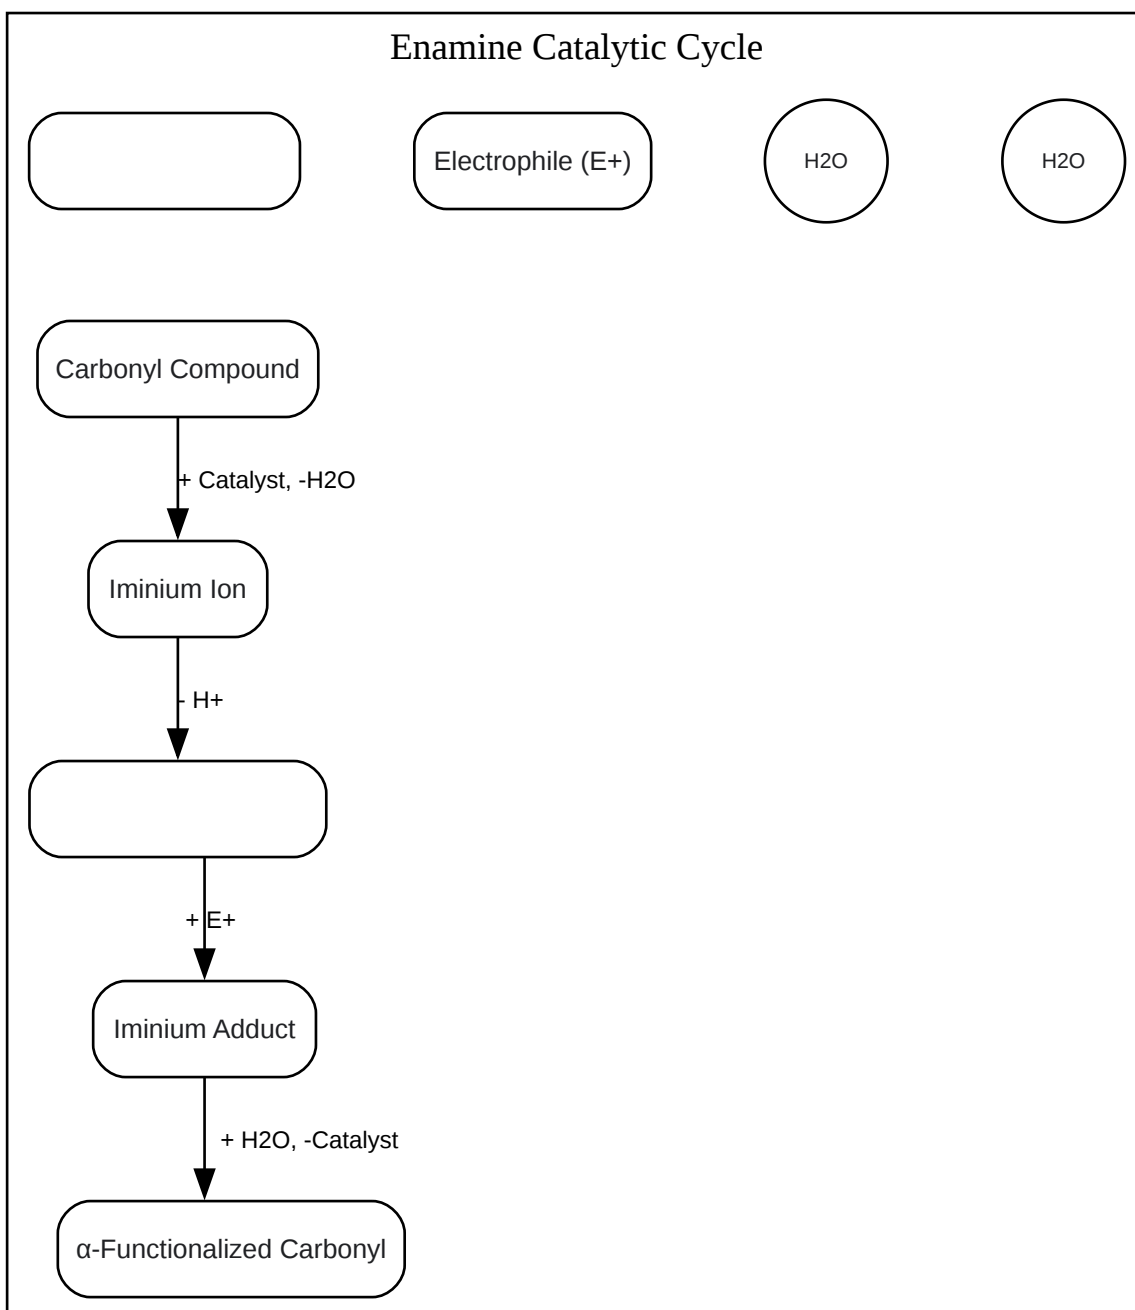 Enamine Catalytic Cycle
Electrophile (E+)
H2O
H2O
Carbonyl Compound
+ Catalyst, -H2O
Iminium Ion
- H+
+ E+
Iminium Adduct
+ H2O, -Catalyst
α-Functionalized Carbonyl